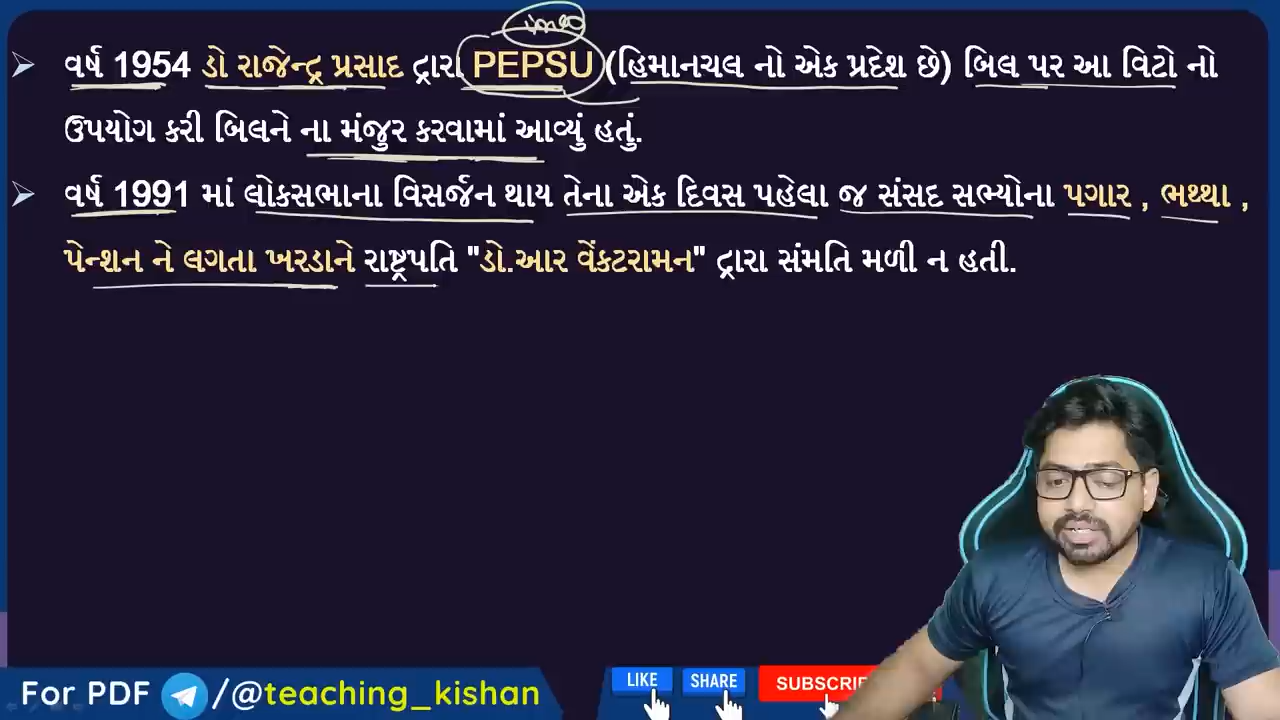 વર્ષ 1954 ડો રાજેન્દ્ર પ્રસાદ દ્વારા PEPSU (હિમાનચલ નો એક પ્રદેશ છે) બિલ પર આ વિટો નો
ઉપયોગ કરી બિલને ના મંજુર કરવામાં આવ્યું હતું.
વર્ષ 1991 માં લોકસભાના વિસર્જન થાય તેના એક દિવસ પહેલા જ સંસદ સભ્યોના પગાર , ભથ્થા ,
પેન્શન ને લગતા ખરડાને રાષ્ટ્રપતિ "ડો.આર વેંકટરામન" દ્વારા સંમતિ મળી ન હતી.
For PDF /@teaching_kishan
LIKE SHARE